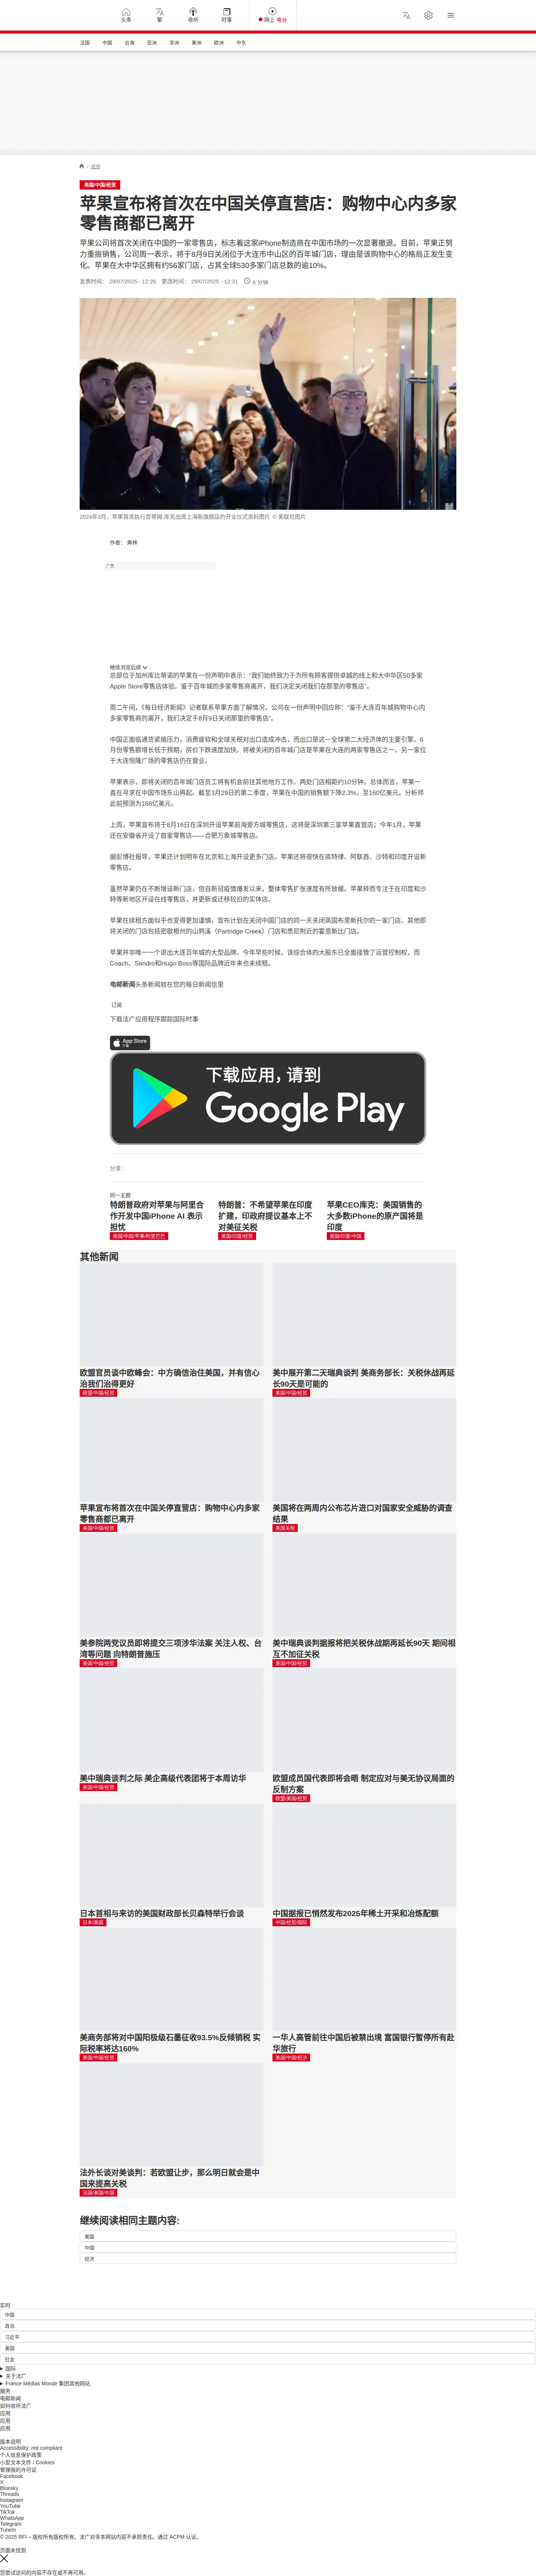 头条
繁
收听
时事
网上 电台
法国
中国
台海
亚洲
非洲
美洲
欧洲
中东
/ 经贸
美国/中国/经贸
苹果宣布将首次在中国关停直营店：购物中心内多家
零售商都已离开
苹果公司将首次关闭在中国的一家零售店，标志着这家iPhone制造商在中国市场的一次显著撤退。目前，苹果正努
力重振销售，公司周一表示，将于8月9日关闭位于大连市中山区的百年城门店，理由是该购物中心的格局正发生变
化。苹果在大中华区拥有约56家门店，占其全球530多家门店总数的逾10%。
发表时间： 29/07/2025 - 12:26 更改时间： 29/07/2025 - 12:31 6 分钟
2024年3月，苹果首席执行官蒂姆·库克出席上海新旗舰店的开业仪式资料图片 © 美联社图片
作者： 弗林
广告
继续浏览后续
总部位于加州库比蒂诺的苹果在一份声明中表示：“我们始终致力于为所有顾客提供卓越的线上和大中华区50多家
Apple Store零售店体验。鉴于百年城的多家零售商离开，我们决定关闭我们在那里的零售店”。
周二午间，《每日经济新闻》记者联系苹果方面了解情况，公司在一份声明中回应称：“鉴于大连百年城购物中心内
多家零售商的离开，我们决定于8月9日关闭那里的零售店”。
中国正面临通货紧缩压力，消费疲软和全球关税对出口造成冲击，而出口是这一全球第二大经济体的主要引擎。6
月份零售额增长低于预期，房价下跌速度加快。将被关闭的百年城门店是苹果在大连的两家零售店之一。另一家位
于大连恒隆广场的零售店仍在营业。
苹果表示，即将关闭的百年城门店员工将有机会前往其他地方工作。两处门店相距约10分钟。总体而言，苹果一
直在寻求在中国市场东山再起。截至3月29日的第二季度，苹果在中国的销售额下降2.3%，至160亿美元。分析师
此前预测为168亿美元。
上周，苹果宣布将于8月16日在深圳开设苹果前海壹方城零售店，这将是深圳第三家苹果直营店；今年1月，苹果
还在安徽省开设了首家零售店——合肥万象城零售店。
据彭博社报导，苹果还计划明年在北京和上海开设更多门店。苹果还将很快在底特律、阿联酋、沙特和印度开设新
零售店。
虽然苹果仍在不断增设新门店，但自新冠疫情爆发以来，整体零售扩张速度有所放缓。苹果转而专注于在印度和沙
特等新地区开设在线零售店，并更新或迁移较旧的实体店。
苹果在续租方面似乎也变得更加谨慎，宣布计划在关闭中国门店的同一天关闭英国布里斯托尔的一家门店。其他即
将关闭的门店包括密歇根州的山鹑溪（Partridge Creek）门店和悉尼附近的霍恩斯比门店。
苹果并非唯一一个退出大连百年城的大型品牌。今年早些时候，该综合体的大股东已全面接管了运营控制权，而
Coach、Sandro和Hugo Boss等国际品牌近年来也未续租。
电邮新闻头条新闻就在您的每日新闻信里
订阅
下载法广应用程序跟踪国际时事
App Store
下载
下载应用，请到
Google Play
分享 :
同一主题
特朗普政府对苹果与阿里合
作开发中国iPhone AI 表示
担忧
美国/中国/苹果/阿里巴巴
特朗普：不希望苹果在印度
扩建，印政府提议基本上不
对美征关税
美国/印度/经贸
苹果CEO库克：美国销售的
大多数iPhone的原产国将是
印度
美国/印度/中国
其他新闻
欧盟官员谈中欧峰会：中方确信治住美国，并有信心
治我们治得更好
欧盟/中国/经贸
美中展开第二天瑞典谈判 美商务部长：关税休战再延
长90天是可能的
美国/中国/经贸
苹果宣布将首次在中国关停直营店：购物中心内多家
零售商都已离开
美国/中国/经贸
美国将在两周内公布芯片进口对国家安全威胁的调查
结果
美国关税
美参院两党议员即将提交三项涉华法案 关注人权、台
湾等问题 向特朗普施压
美国/中国/经贸
美中瑞典谈判据报将把关税休战期再延长90天 期间相
互不加征关税
美国/中国/经贸
美中瑞典谈判之际 美企高级代表团将于本周访华
美国/中国/经贸
欧盟成员国代表即将会晤 制定应对与美无协议局面的
反制方案
欧盟/美国/经贸
日本首相与来访的美国财政部长贝森特举行会谈
日本/美国
中国据报已悄然发布2025年稀土开采和冶炼配额
中国/经贸/国际
美商务部将对中国阳极级石墨征收93.5%反倾销税 实
际税率将达160%
美国/中国/经贸
一华人高管前往中国后被禁出境 富国银行暂停所有赴
华旅行
美国/中国/经济
法外长谈对美谈判：若欧盟让步，那么明日就会是中
国来提高关税
法国/美国/中国
继续阅读相同主题内容:
美国
中国
经济
实时
中国
政治
习近平
美国
社会
国际
关于法广
France Médias Monde 集团其他网站
服务
电邮新闻
如何收听法广
应用
应用
应用
版本说明
Accessibility: not compliant
个人信息保护政策
小型文本文件 / Cookies
管理我的许可证
Facebook
X
Bluesky
Threads
Instagram
YouTube
TikTok
WhatsApp
Telegram
TuneIn
© 2025 RFI – 版权所有版权所有。法广对非本网站内容不承担责任。通过 ACPM 认证。
页面未找到
您尝试访问的内容不存在或不再可用。